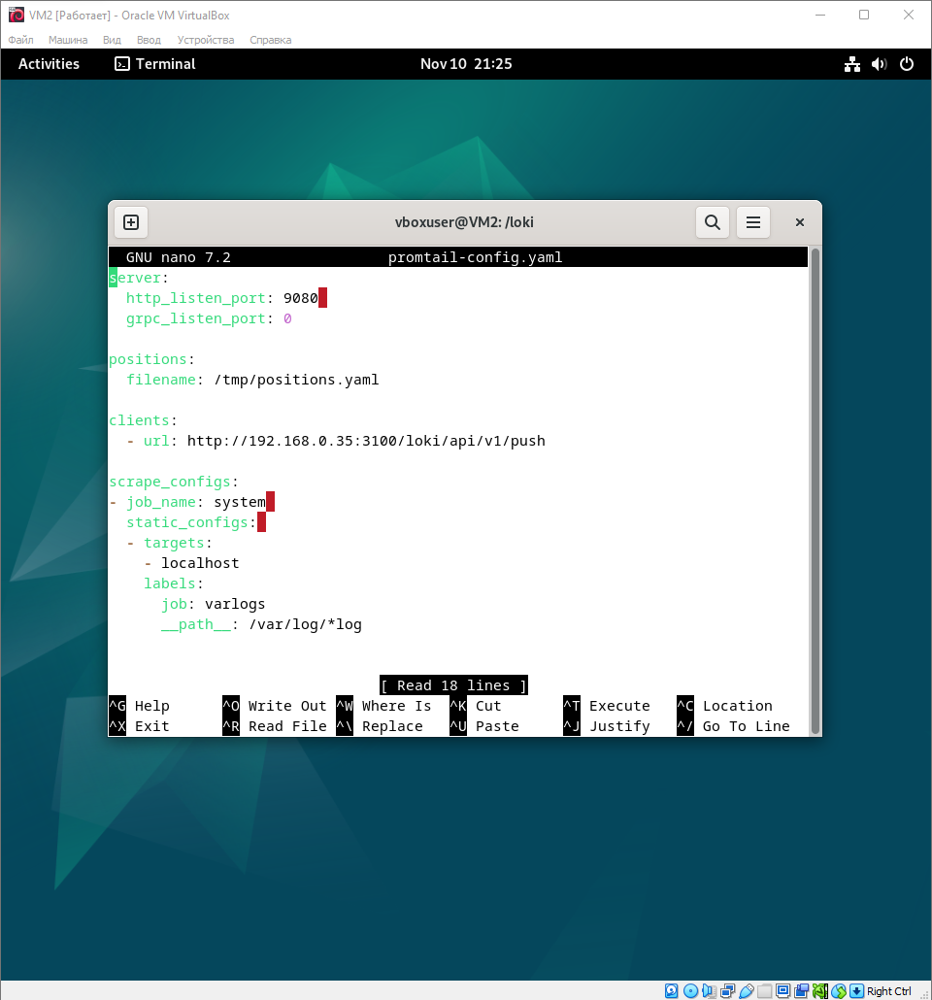 VM2 [Работает] - Oracle VM VirtualBox
Файл Машина Вид Ввод Устройства Справка
Activities Terminal Nov 10 21:25
vboxuser@VM2: /loki
GNU nano 7.2 promtail-config.yaml
server:
  http_listen_port: 9080
  grpc_listen_port: 0
positions:
  filename: /tmp/positions.yaml
clients:
  - url: http://192.168.0.35:3100/loki/api/v1/push
scrape_configs:
- job_name: system
  static_configs:
  - targets:
    - localhost
    labels:
      job: varlogs
      __path__: /var/log/*log
[ Read 18 lines ]
^G Help ^O Write Out ^W Where Is ^K Cut ^T Execute ^C Location
^X Exit ^R Read File ^\ Replace ^U Paste ^J Justify ^/ Go To Line
Right Ctrl